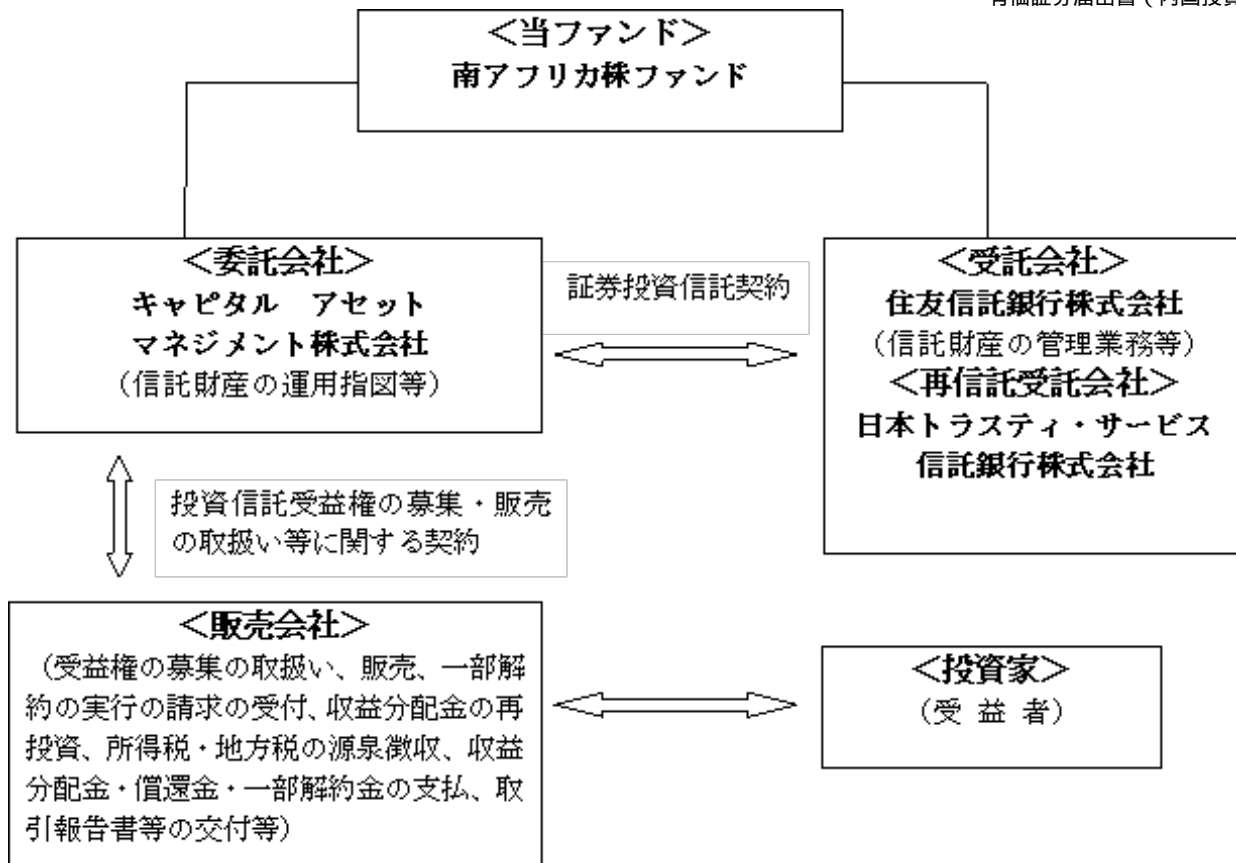 ＜当ファンド＞
南アフリカ株ファンド
＜委託会社＞
キャピタル　アセット
マネジメント株式会社
（信託財産の運用指図等）
証券投資信託契約
＜受託会社＞
住友信託銀行株式会社
（信託財産の管理業務等）
＜再信託受託会社＞
日本トラスティ・サービス
信託銀行株式会社
投資信託受益権の募集・販売
の取扱い等に関する契約
＜販売会社＞
（受益権の募集の取扱い、販売、一部解
約の実行の請求の受付、収益分配金の再
投資、所得税・地方税の源泉徴収、収益
分配金・償還金・一部解約金の支払、取
引報告書等の交付等）
＜投資家＞
（受 益 者）